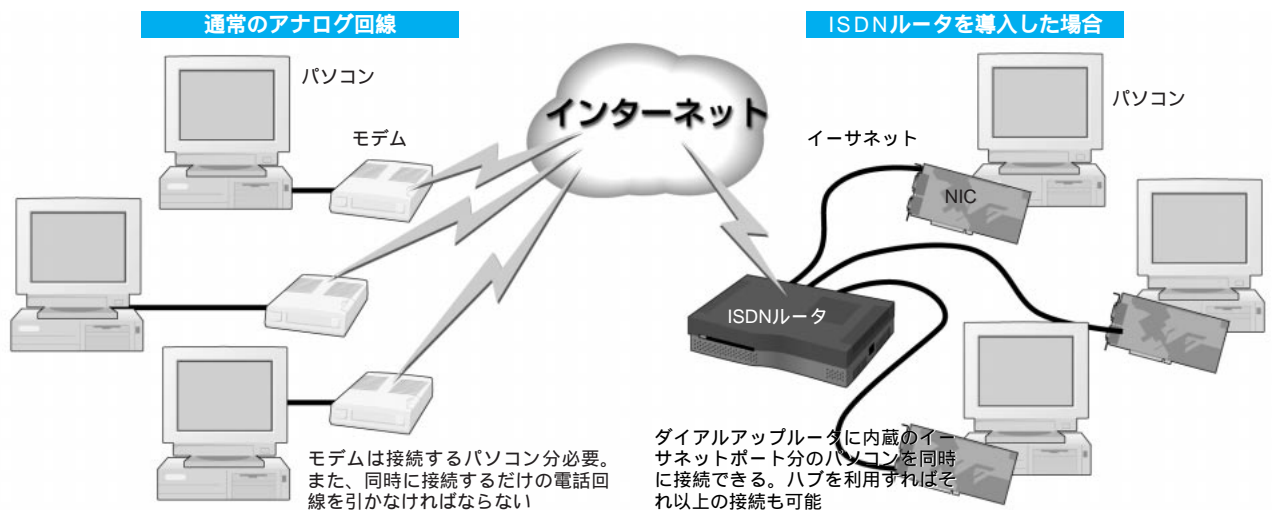 通常のアナログ回線
パソコン
モデム
モデムは接続するパソコン分必要。
また、同時に接続するだけの電話回
線を引かなければならない
インターネット
ISDNルータを導入した場合
イーサネット
パソコン
NIC
ISDNルータ
ダイアルアップルータに内蔵のイー
サネットポート分のパソコンを同時
に接続できる。ハブを利用すればそ
れ以上の接続も可能